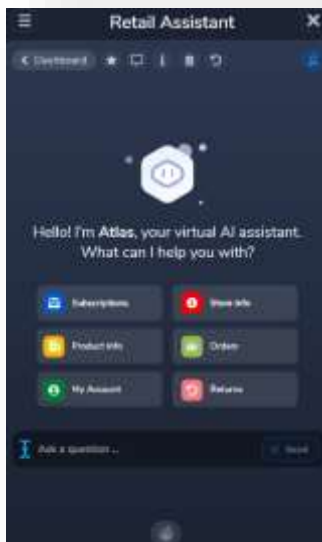 Retail Assistant
Dashboard
Hello! I'm Atlas, your virtual AI assistant.
What can I help you with?
Subscriptions
Store Info
Product Info
Orders
My Account
Returns
Ask a question ...
Send